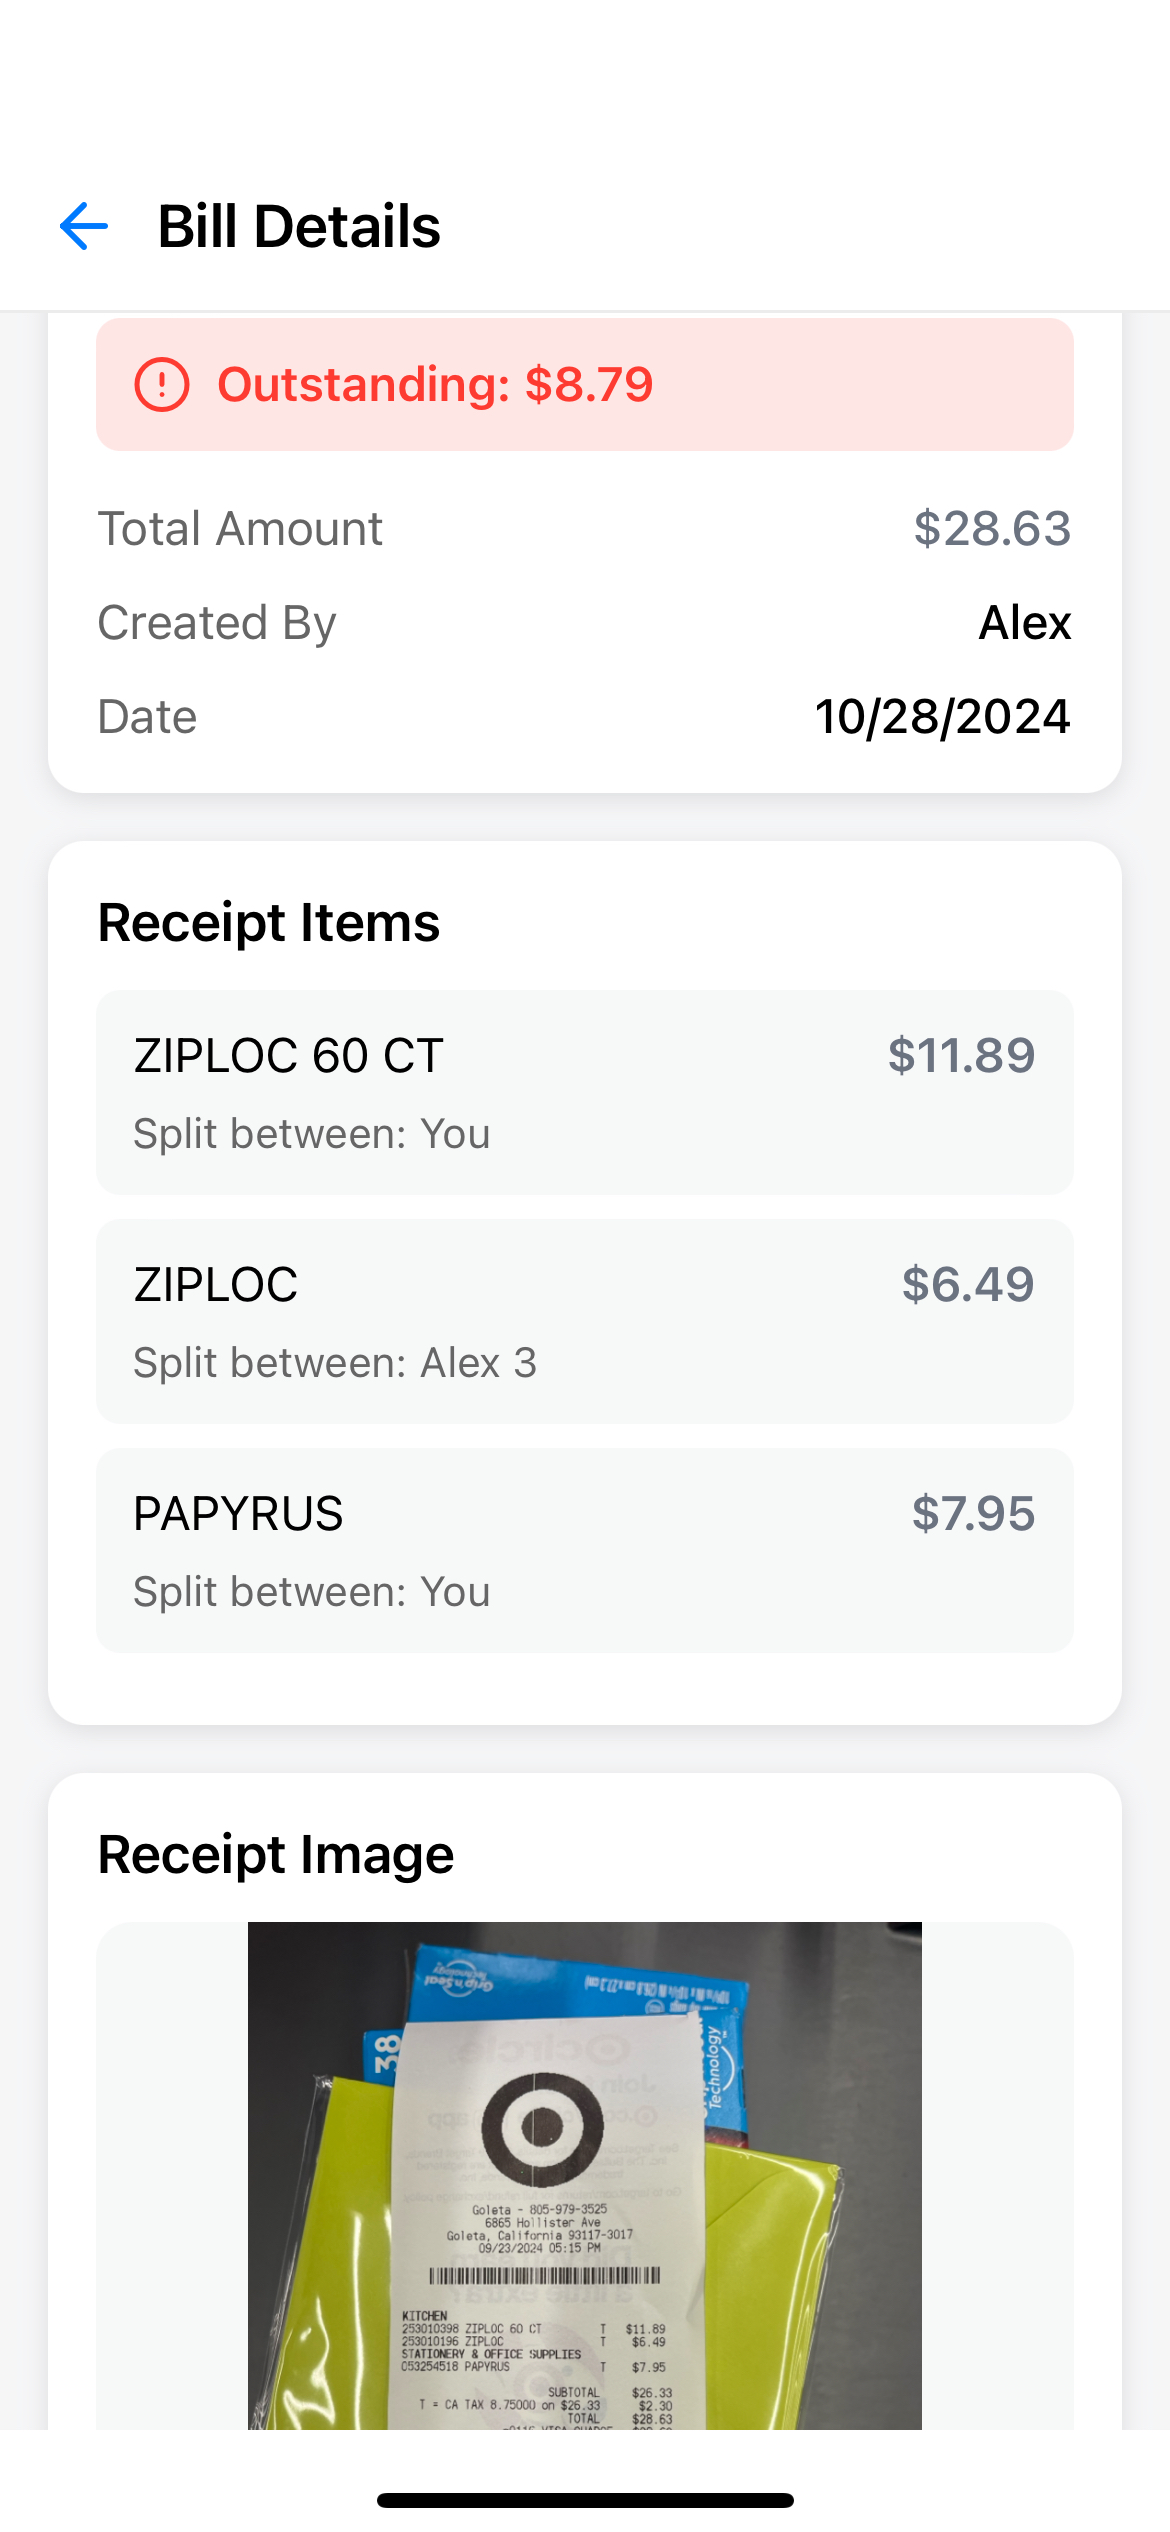 Bill Details
Outstanding: $8.79
Total Amount $28.63
Created By Alex
Date 10/28/2024
Receipt Items
ZIPLOC 60 CT $11.89
Split between: You
ZIPLOC $6.49
Split between: Alex 3
PAPYRUS $7.95
Split between: You
Receipt Image
Grip'n Seal
Technology
38
Technology
Goleta - 805-979-3525
6865 Hollister Ave
Goleta, California 93117-3017
09/23/2024 05:15 PM
KITCHEN
253010398 ZIPLOC 60 CT T $11.89
253010196 ZIPLOC T $6.49
STATIONERY & OFFICE SUPPLIES
053254518 PAPYRUS T $7.95
SUBTOTAL $26.33
T = CA TAX 8.75000 on $26.33 $2.30
TOTAL $28.63